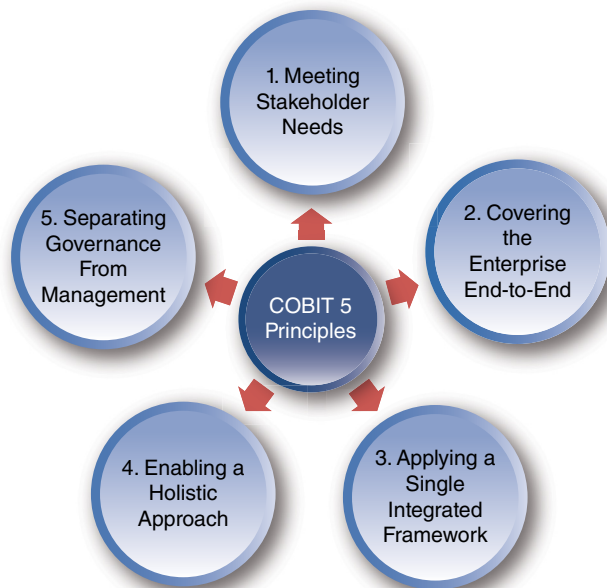 1. Meeting
Stakeholder
Needs
2. Covering
the
Enterprise
End-to-End
3. Applying a
Single
Integrated
Framework
4. Enabling a
Holistic
Approach
5. Separating
Governance
From
Management
COBIT 5
Principles